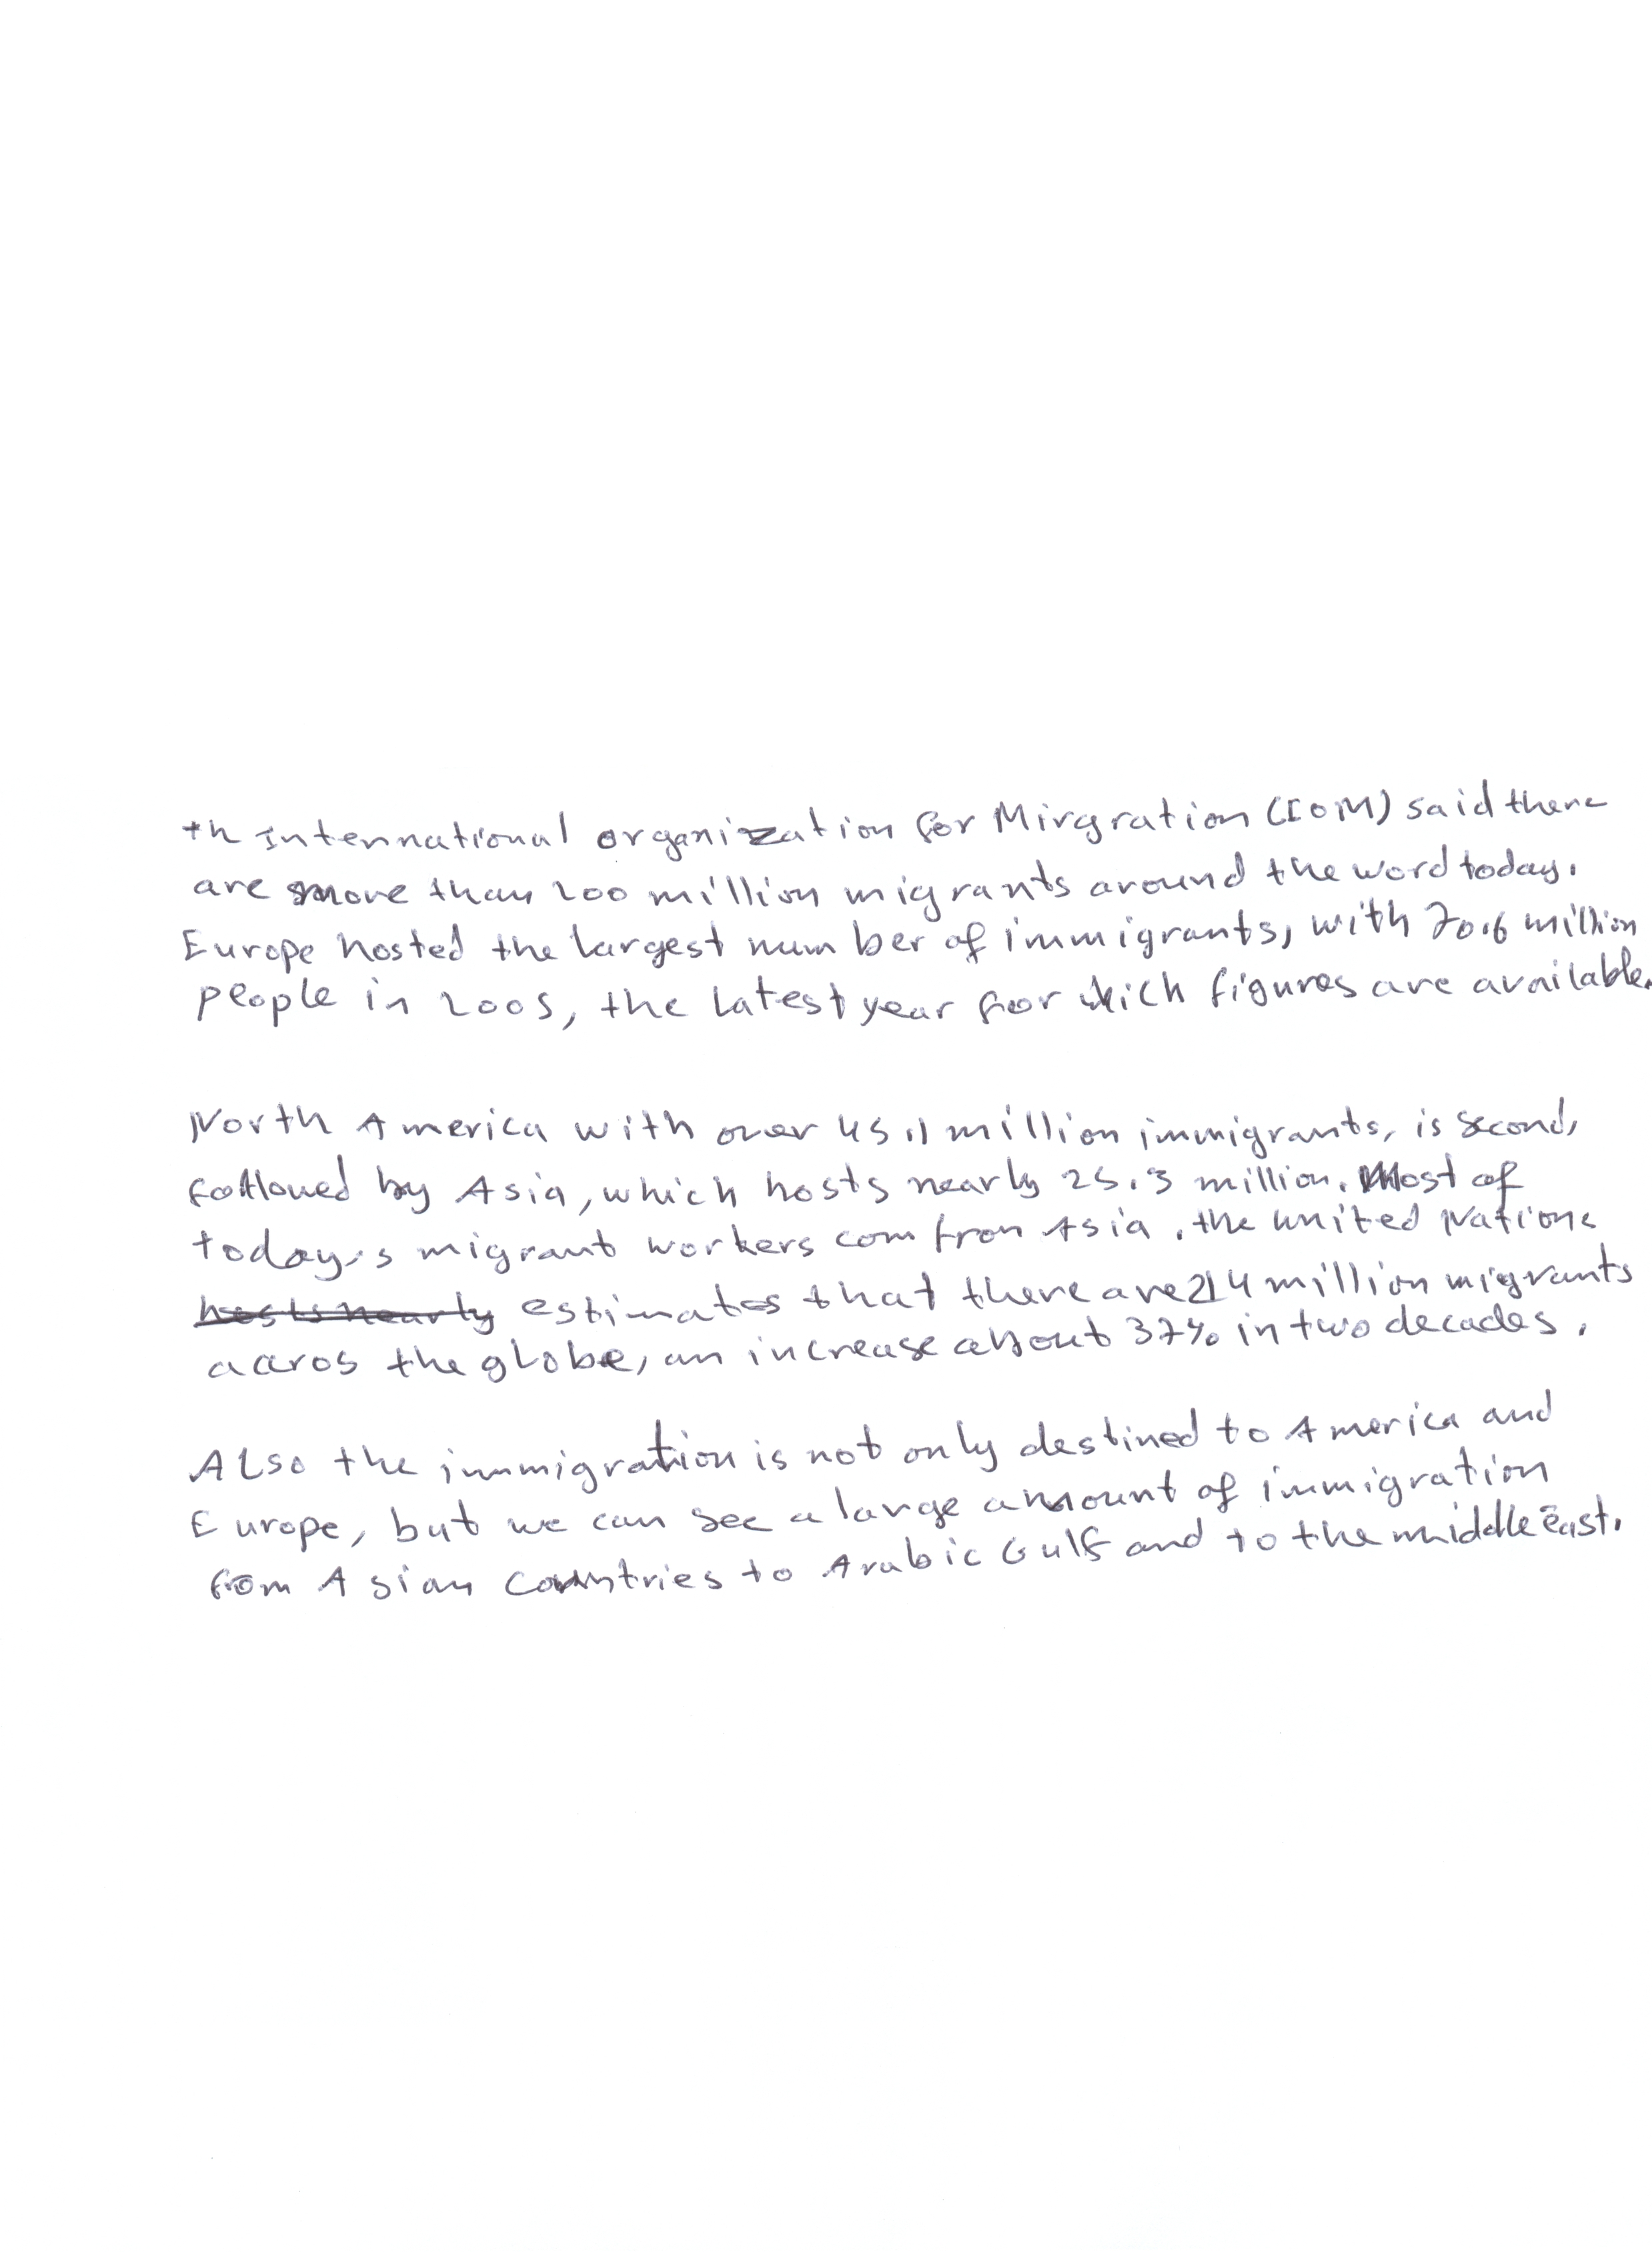 th International organization for Mirgration (IOM) said there
are more than 200 million migrants around the word today.
Europe hosted the largest number of immigrants, with 70.6 million
people in 2005, the latest year for which figures are available.
North America with over 45.1 million immigrants, is second,
followed by Asia, which hosts nearly 25.3 million. Most of
today's migrant workers com from Asia. the united Nations
estimates that there are 214 million migrants
accros the globe, an increase about 37% in two decades.
Also the immigration is not only destined to America and
Europe, but we can see a large amount of immigration
from Asian countries to Arabic Gulf and to the middle east.